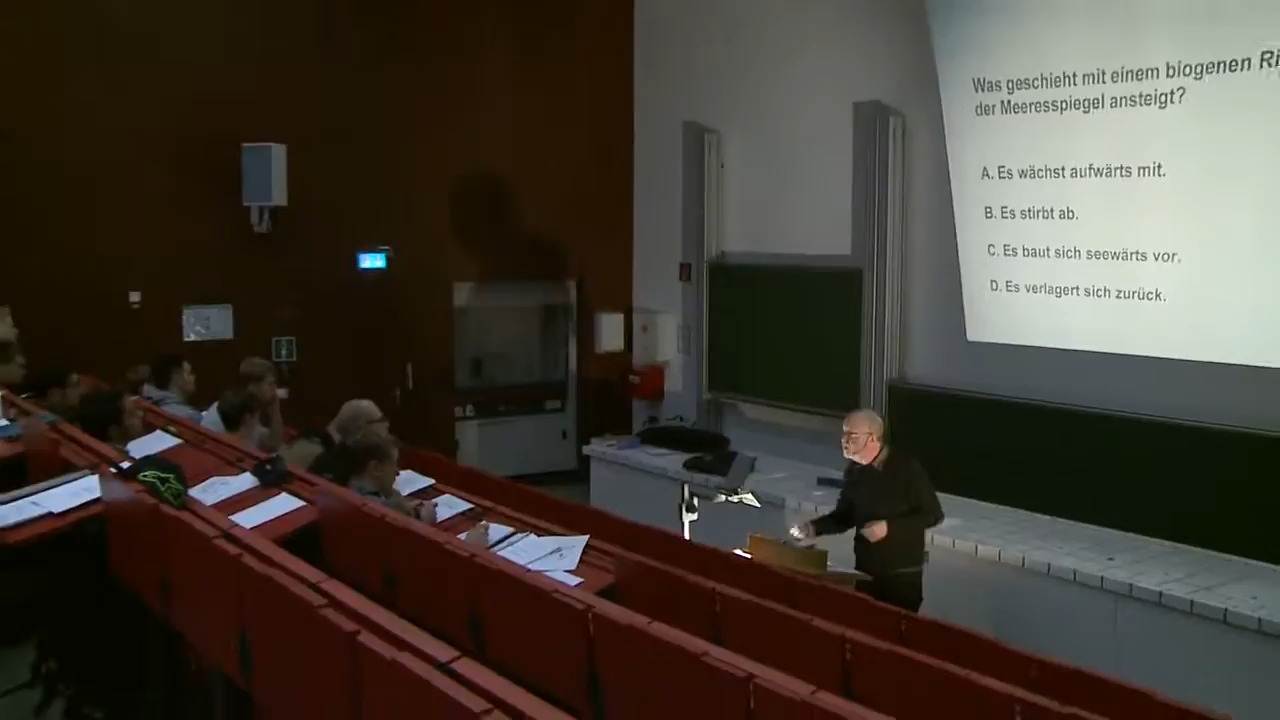 Was geschieht mit einem biogenen Ri
der Meeresspiegel ansteigt?
A. Es wächst aufwärts mit.
B. Es stirbt ab.
C. Es baut sich seewärts vor.
D. Es verlagert sich zurück.